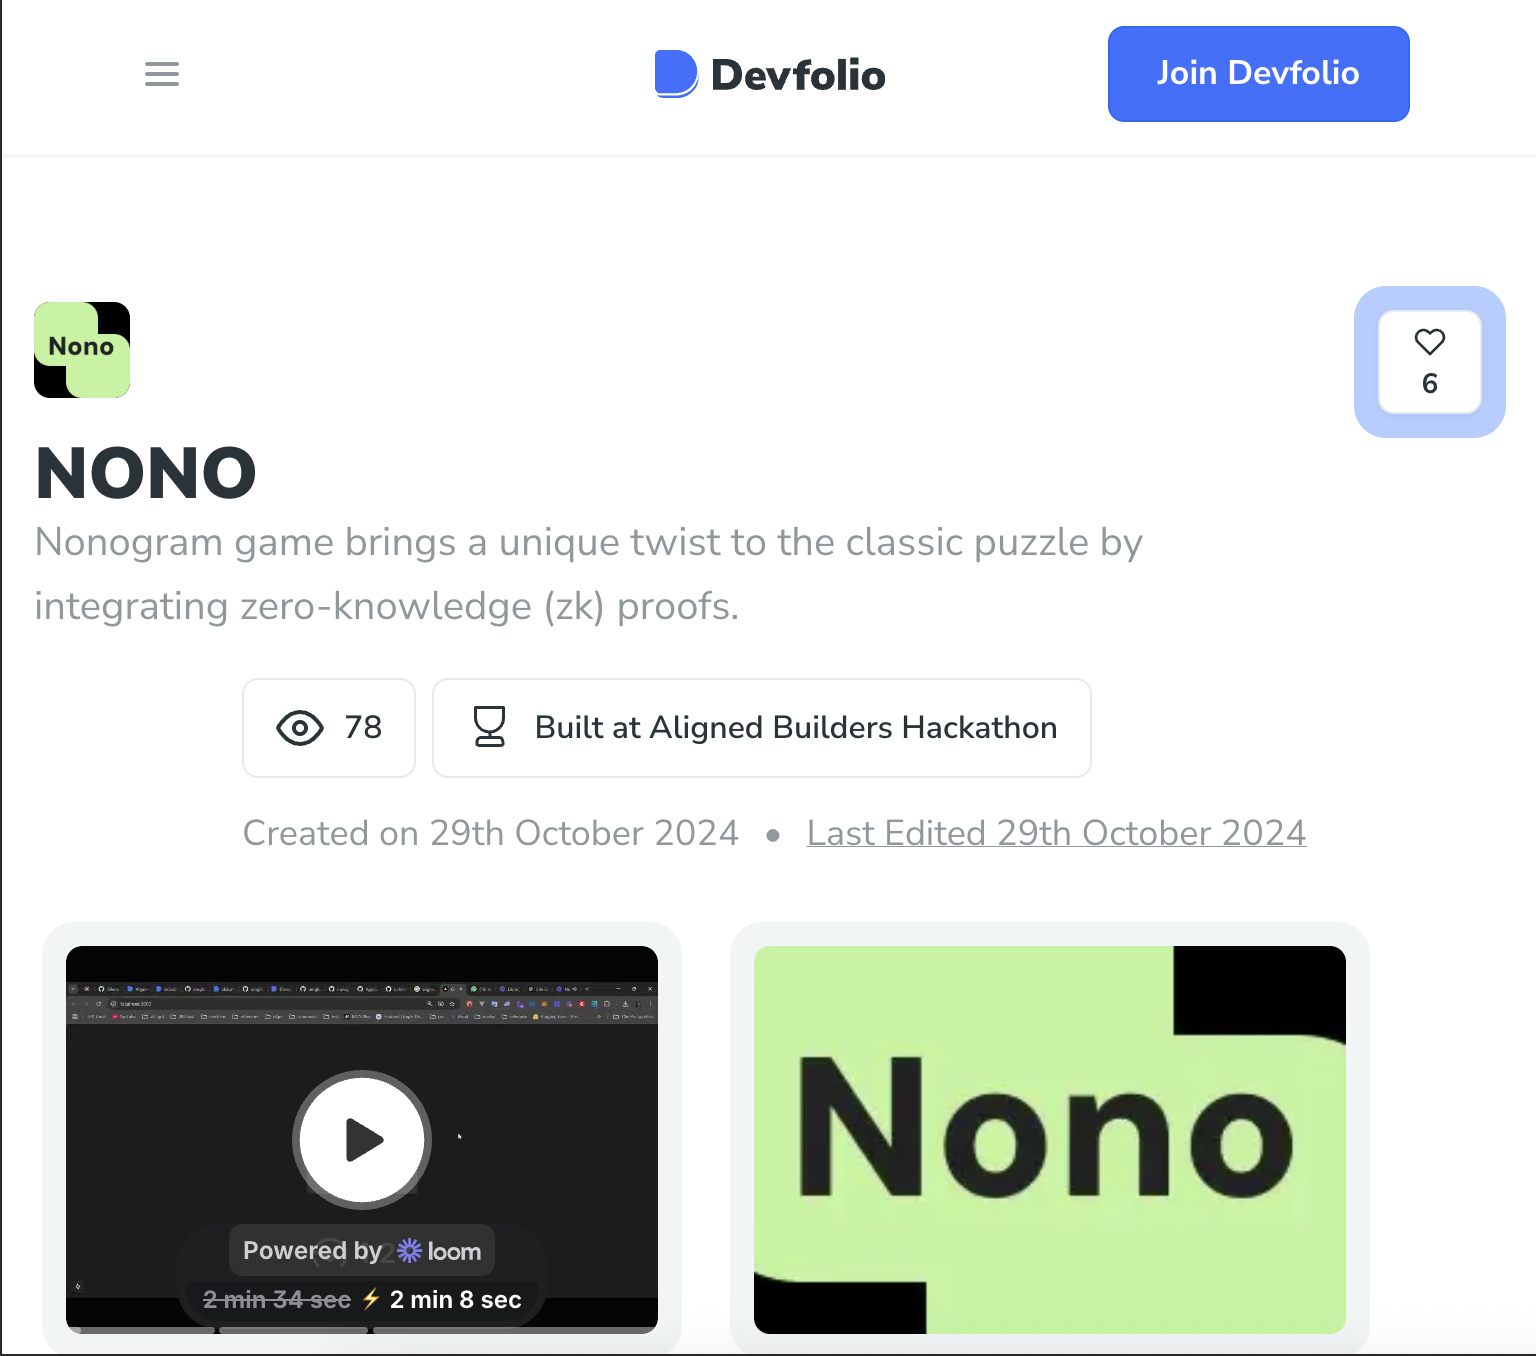 Devfolio
Join Devfolio
Nono
6
NONO
Nonogram game brings a unique twist to the classic puzzle by
integrating zero-knowledge (zk) proofs.
78
Built at Aligned Builders Hackathon
Created on 29th October 2024 • Last Edited 29th October 2024
localhost:3000
Nono
Powered by loom
2 min 34 sec ⚡ 2 min 8 sec